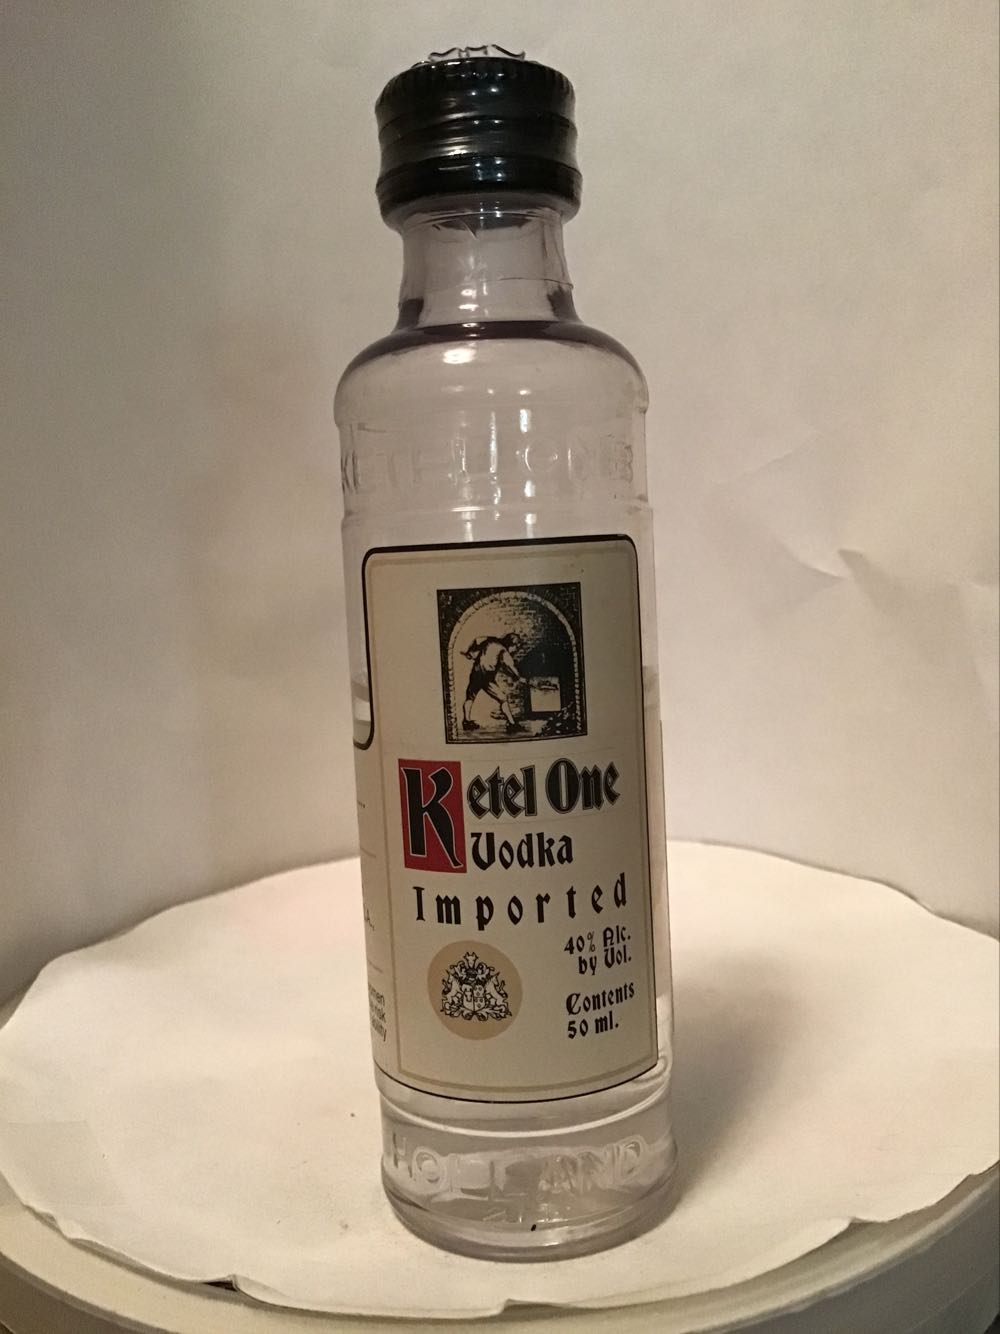 KETEL ONE
Ketel One
Vodka
Imported
40% Alc.
by Vol.
Contents
50 ml.
HOLLAND